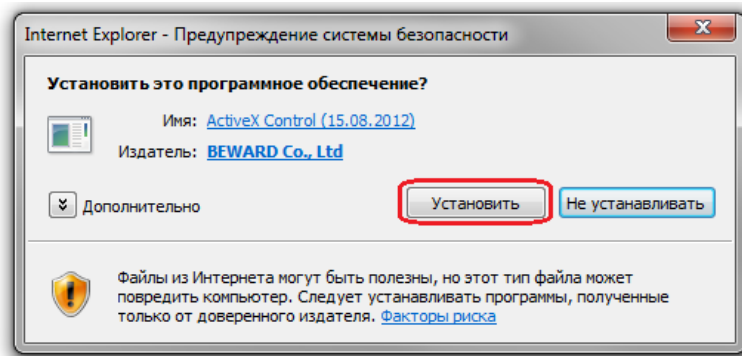 Internet Explorer - Предупреждение системы безопасности
Установить это программное обеспечение?
Имя: ActiveX Control (15.08.2012)
Издатель: BEWARD Co., Ltd
Дополнительно Установить Не устанавливать
Файлы из Интернета могут быть полезны, но этот тип файла может
повредить компьютер. Следует устанавливать программы, полученные
только от доверенного издателя. Факторы риска